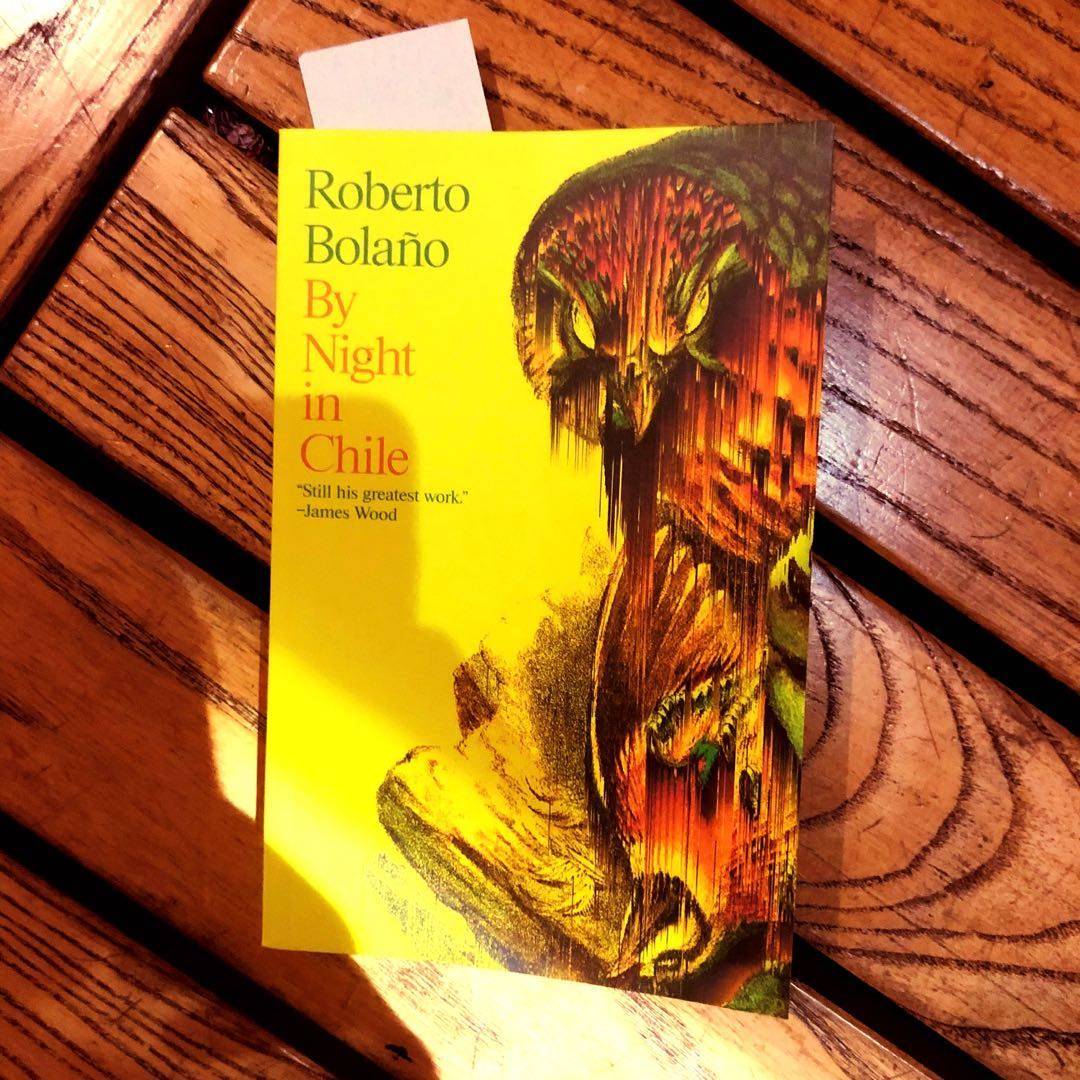 Roberto
Bolaño
By
Night
in
Chile
“Still his greatest work.”
–James Wood